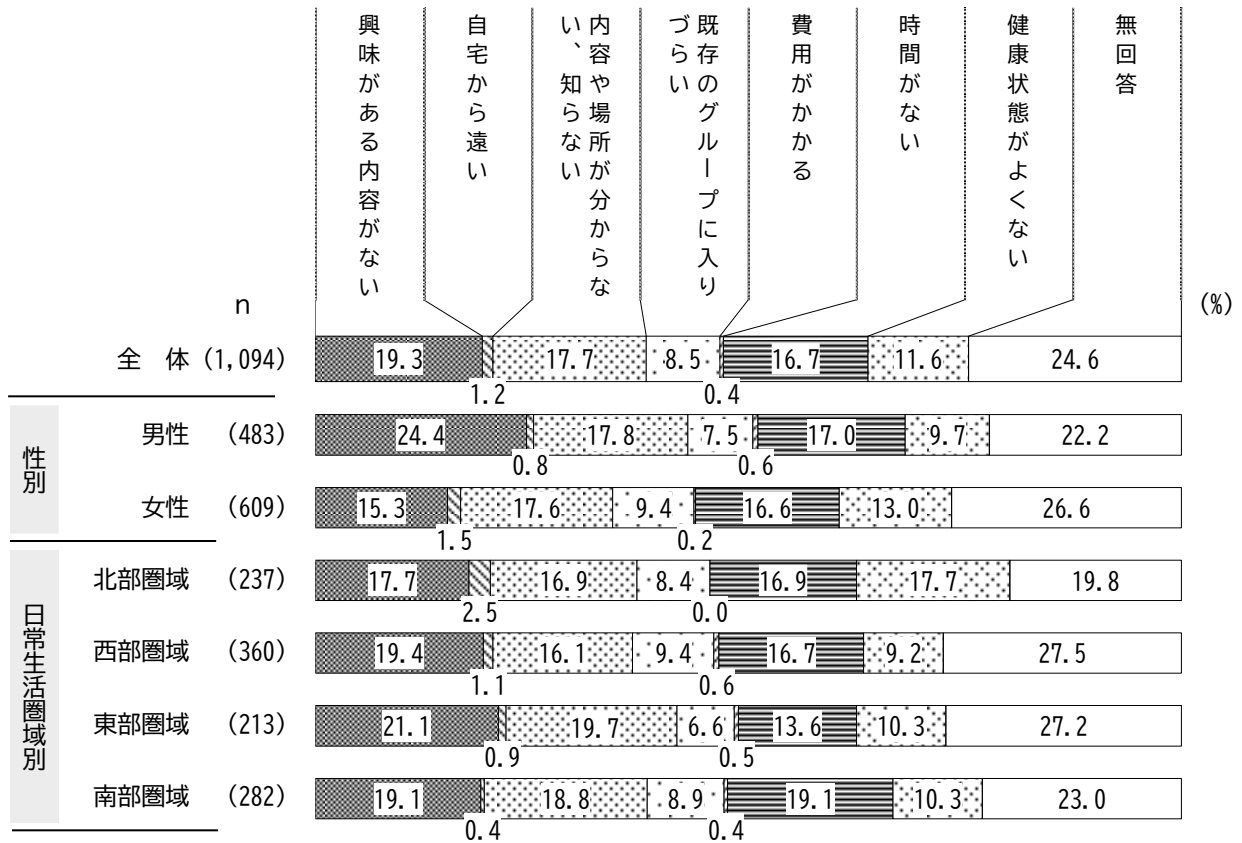 興味がある内容がない
自宅から遠い
内容や場所が分からな
い、知らない
既存のグループに入り
づらい
費用がかかる
時間がない
健康状態がよくない
無回答
n
(%)
全 体 (1,094) 19.3 1.2 17.7 8.5 0.4 16.7 11.6 24.6
性別
男性 (483) 24.4 0.8 17.8 7.5 0.6 17.0 9.7 22.2
女性 (609) 15.3 1.5 17.6 9.4 0.2 16.6 13.0 26.6
日常生活圏域別
北部圏域 (237) 17.7 2.5 16.9 8.4 0.0 16.9 17.7 19.8
西部圏域 (360) 19.4 1.1 16.1 9.4 0.6 16.7 9.2 27.5
東部圏域 (213) 21.1 0.9 19.7 6.6 0.5 13.6 10.3 27.2
南部圏域 (282) 19.1 0.4 18.8 8.9 0.4 19.1 10.3 23.0